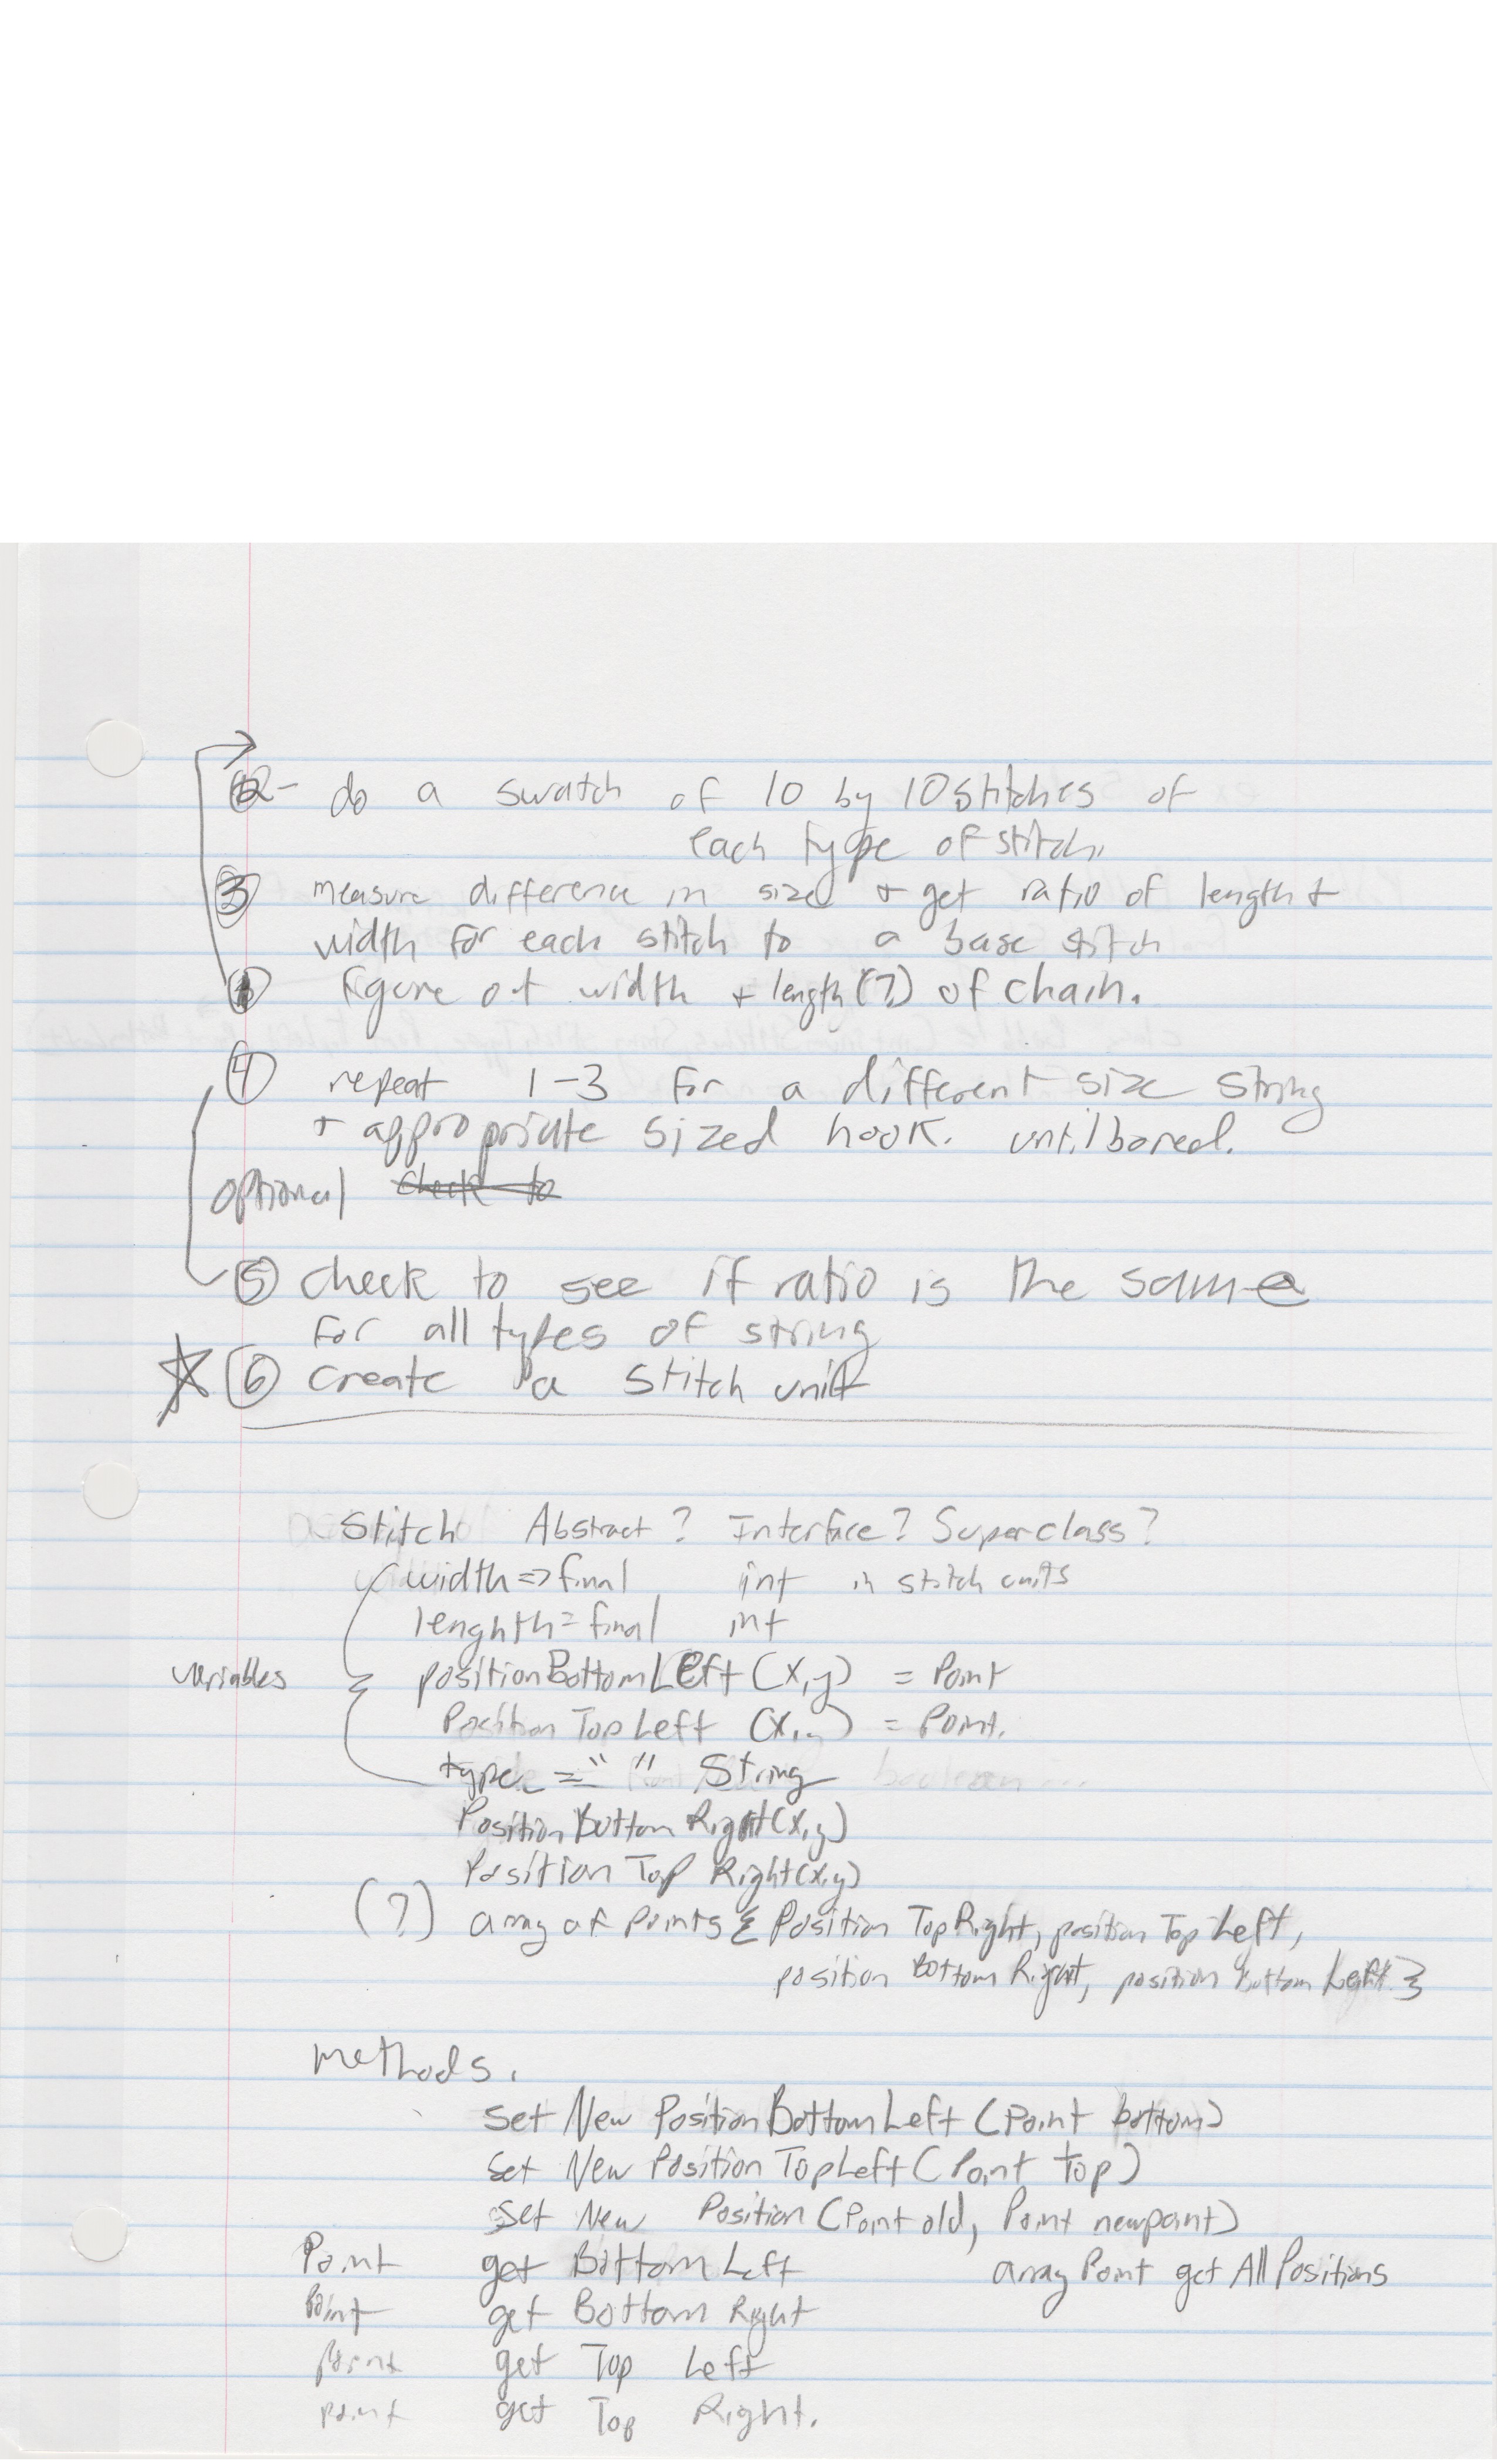 2- do a swatch of 10 by 10 stitches of
each type of stitch.
3 measure difference in size + get ratio of length +
width for each stitch to a base stitch
1 figure out width + length (?) of chain.
4 repeat 1-3 for a different size string
+ appropriate sized hook. until bored.
optional check to
5 check to see if ratio is the same
for all types of string
6 create a stitch unit
Stitch Abstract? Interface? Superclass?
width => final int in stitch units
lenghth = final int
variables positionBottomLeft (x,y) = Point
Position Top Left (x,y) = Point.
type = " " String boolean...
Position Bottom Right (x,y)
Position Top Right (x,y)
(?) array of points { Position TopRight, position Top Left,
position Bottom Right, position Bottom Left. }
methods.
set New Position Bottom Left (Point bottom)
set New Position Top Left (Point top)
set New Position (Point old, Point newpoint)
Point get Bottom Left array Point get All Positions
Point get Bottom Right
point get Top Left
point get Top Right.